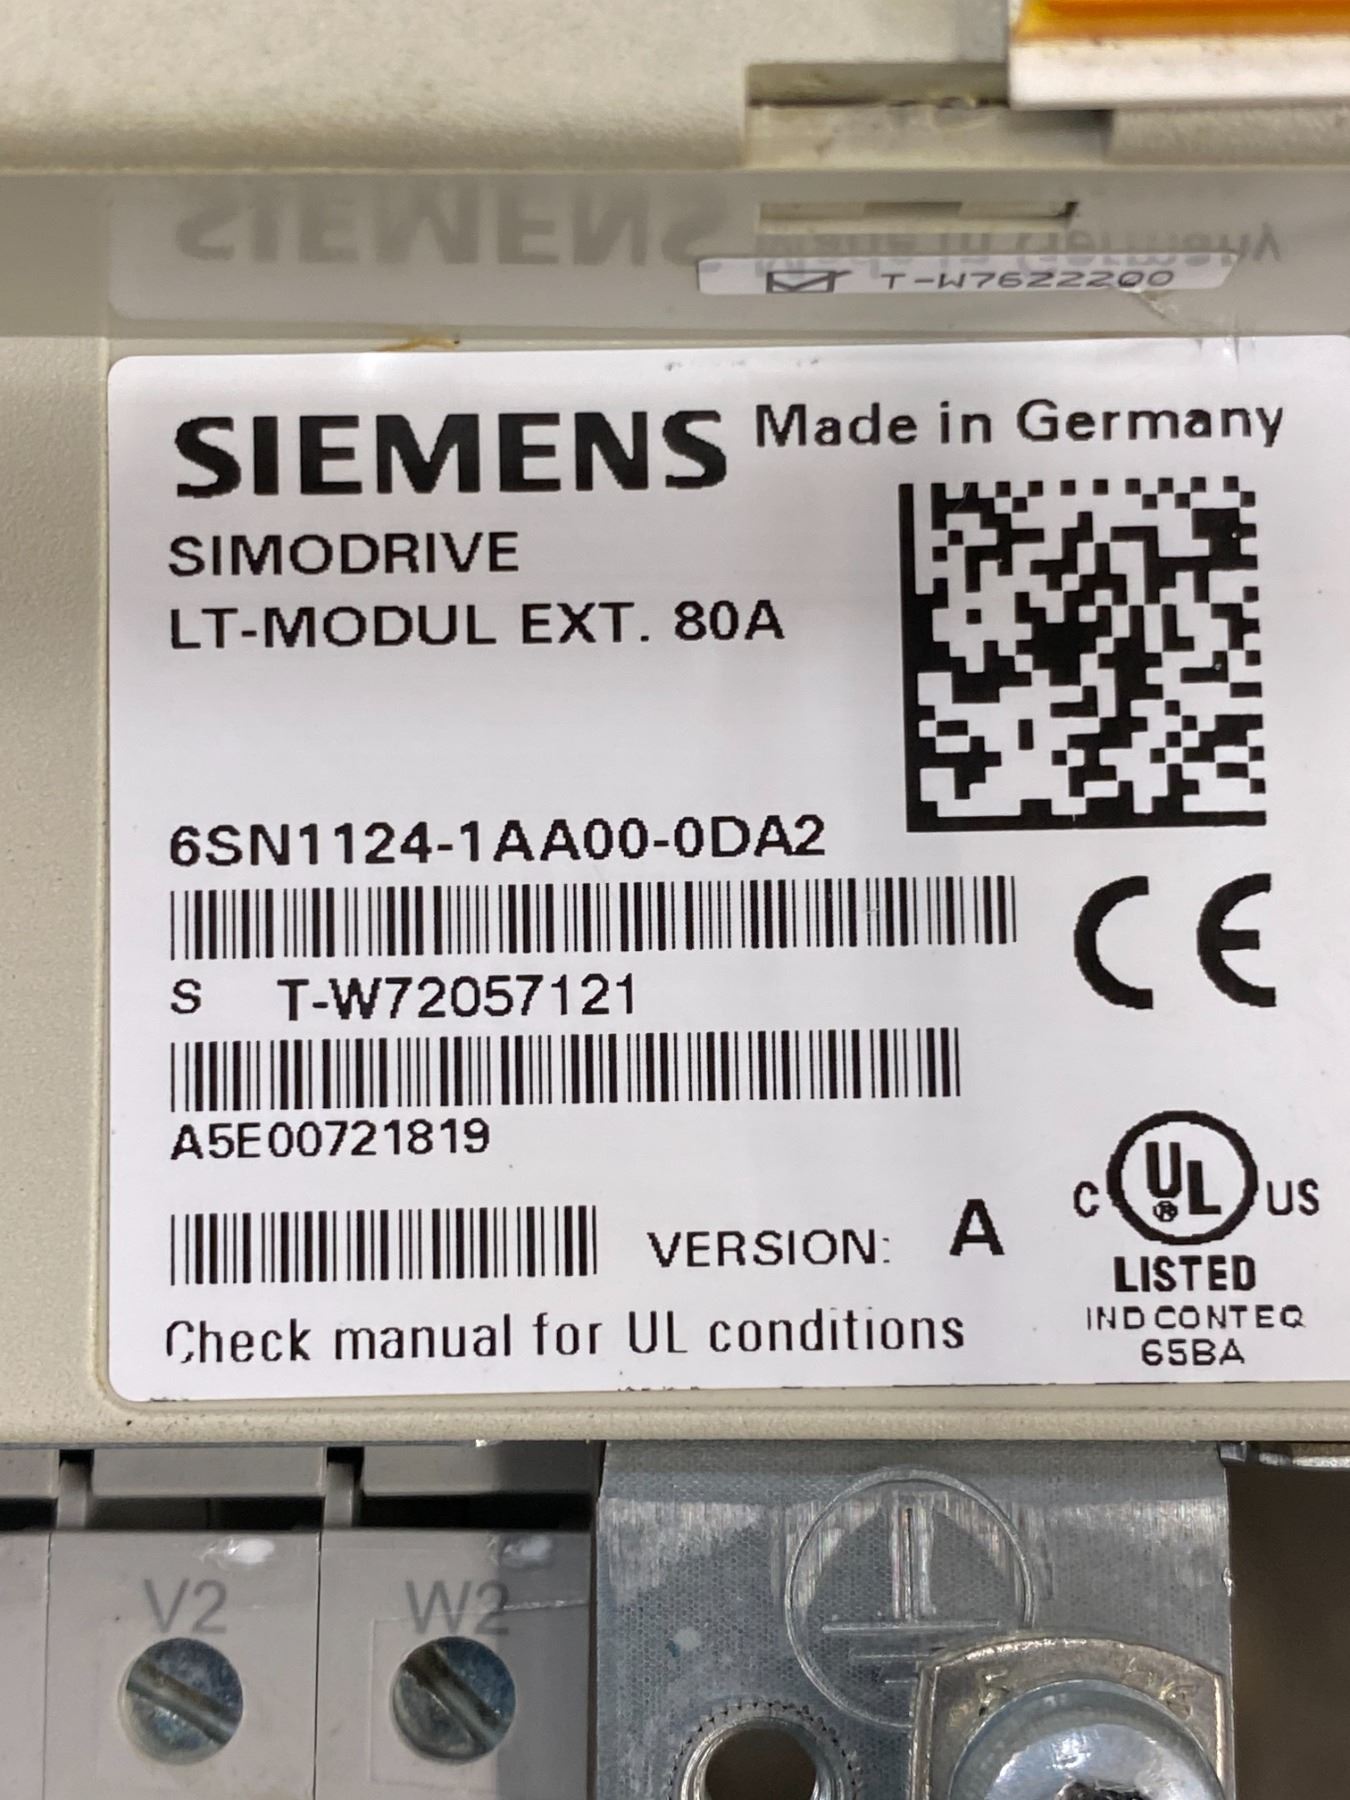 T-W7622200
SIEMENS Made in Germany
SIMODRIVE
LT-MODUL EXT. 80A
6SN1124-1AA00-0DA2
S T-W72057121
A5E00721819
VERSION: A
Check manual for UL conditions
CE
C UL ® US
LISTED
IND CONT EQ
65BA
V2 W2